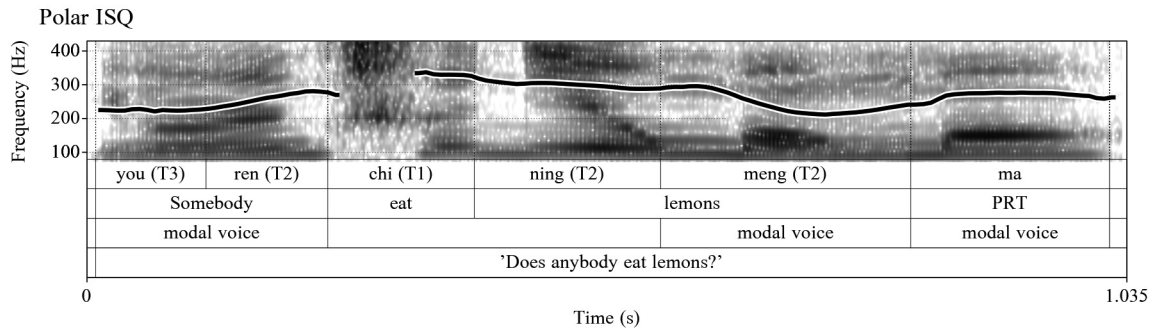 Polar ISQ
Frequency (Hz)
400
300
200
100
you (T3) ren (T2) chi (T1) ning (T2) meng (T2) ma
Somebody eat lemons PRT
modal voice modal voice modal voice
’Does anybody eat lemons?’
0 1.035
Time (s)